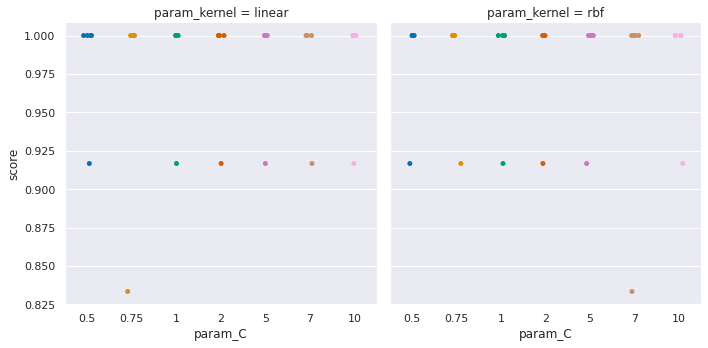 param_kernel = linear
param_kernel = rbf
1.000
0.975
0.950
0.925
0.900
0.875
0.850
0.825
score
0.5 0.75 1 2 5 7 10
0.5 0.75 1 2 5 7 10
param_C
param_C